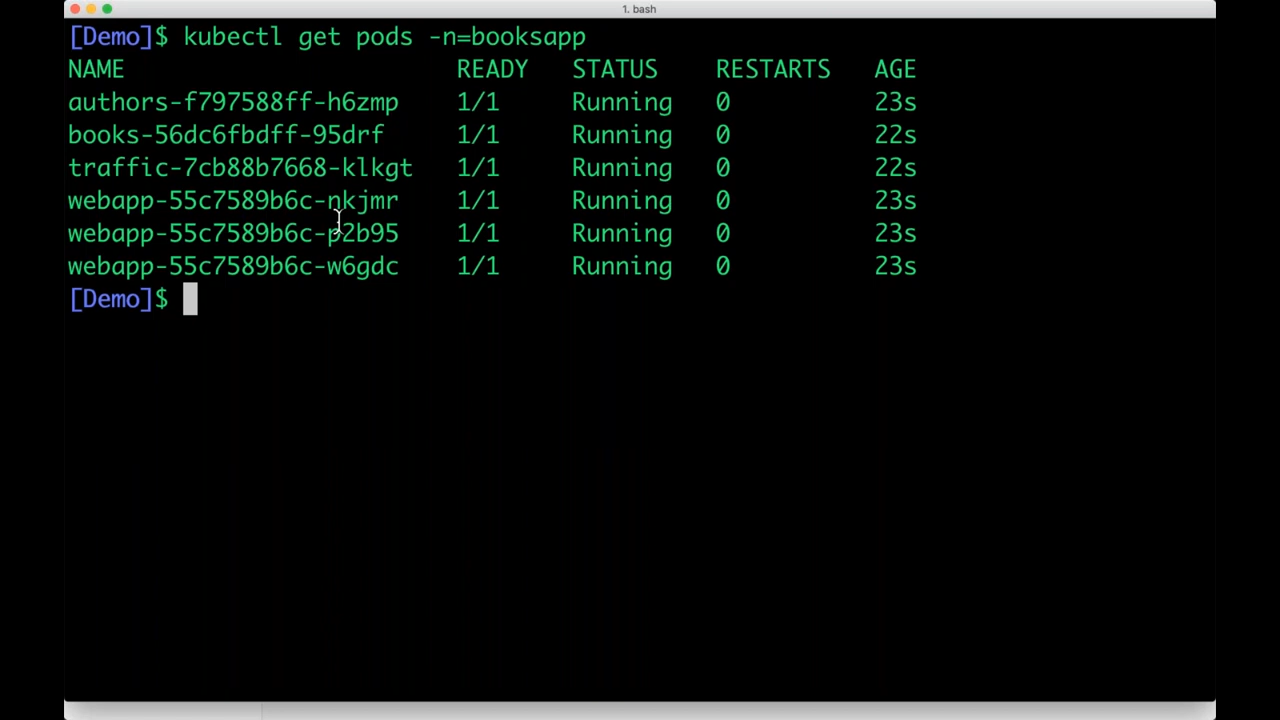 1. bash
[Demo]$ kubectl get pods -n=booksapp
NAME READY STATUS RESTARTS AGE
authors-f797588ff-h6zmp 1/1 Running 0 23s
books-56dc6fbdff-95drf 1/1 Running 0 22s
traffic-7cb88b7668-klkgt 1/1 Running 0 22s
webapp-55c7589b6c-nkjmr 1/1 Running 0 23s
webapp-55c7589b6c-p2b95 1/1 Running 0 23s
webapp-55c7589b6c-w6gdc 1/1 Running 0 23s
[Demo]$